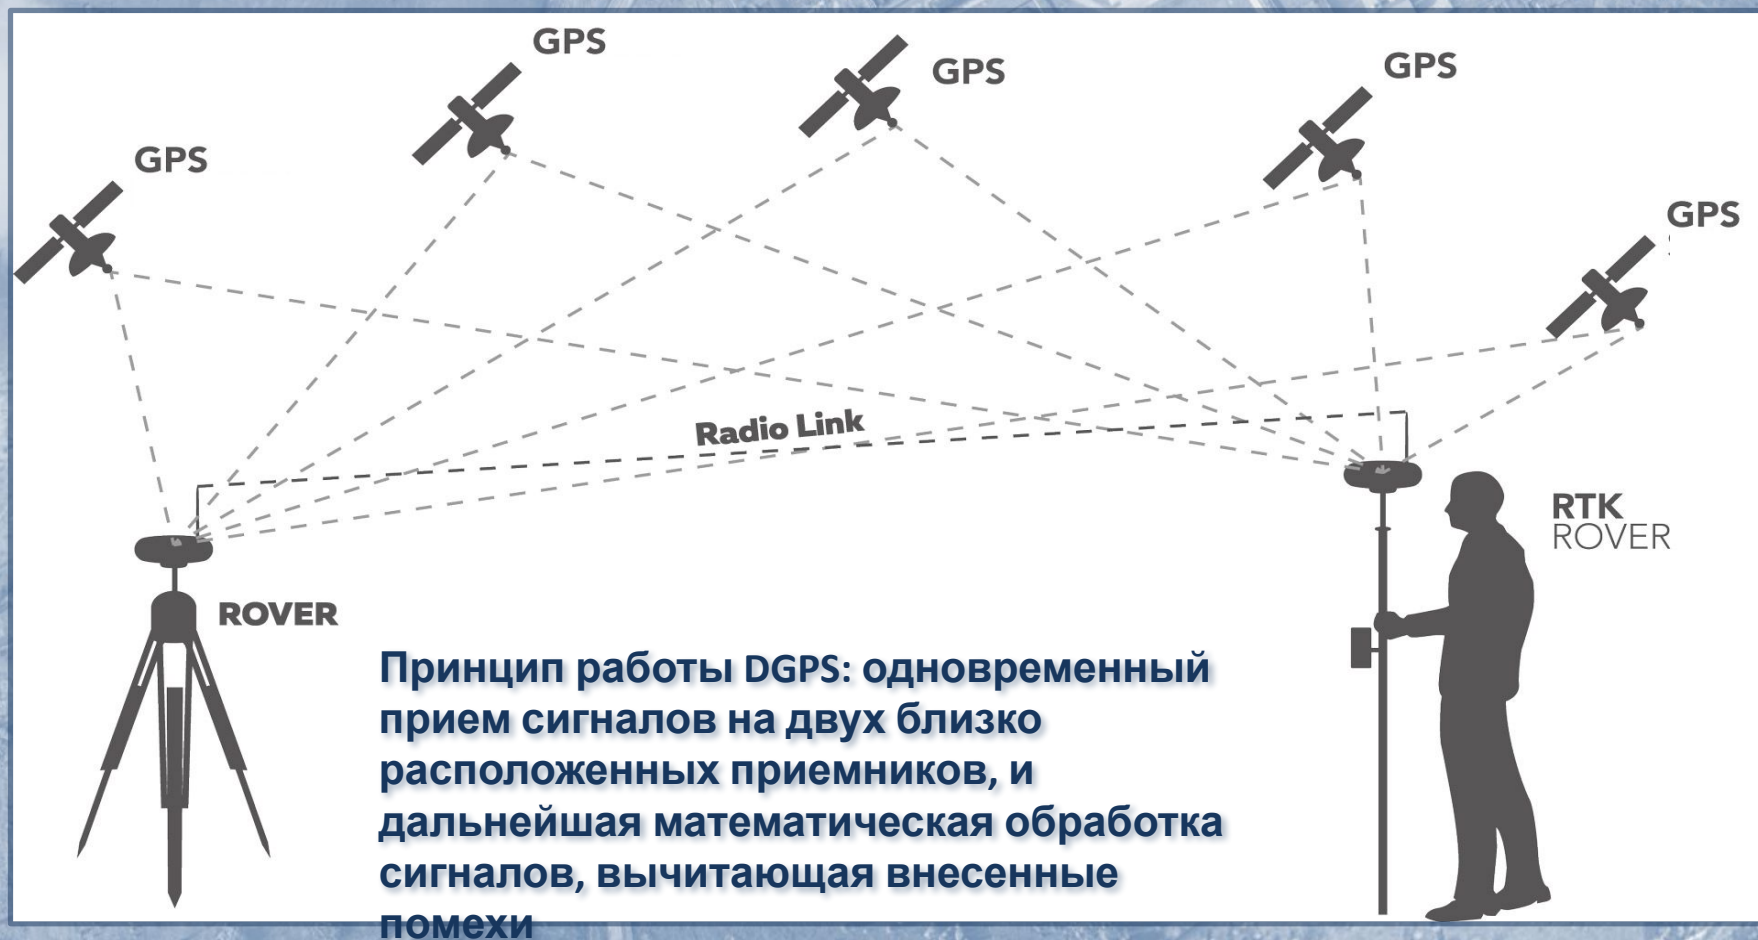 GPS
GPS
GPS
GPS
GPS
Radio Link
RTK
ROVER
ROVER
Принцип работы DGPS: одновременный
прием сигналов на двух близко
расположенных приемников, и
дальнейшая математическая обработка
сигналов, вычитающая внесенные
помехи